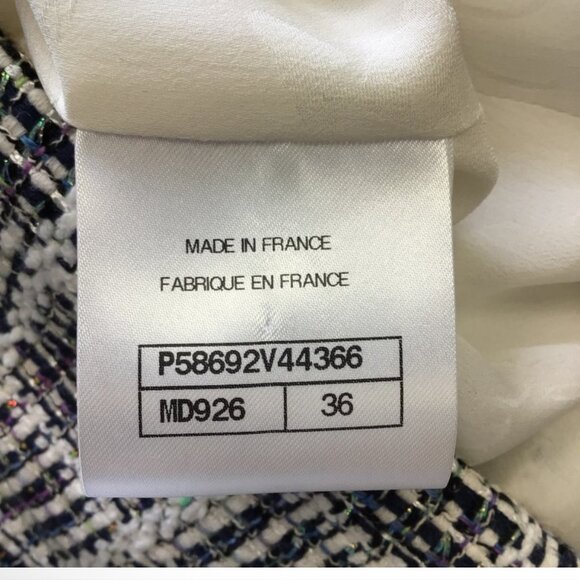 MADE IN FRANCE
FABRIQUE EN FRANCE
P58692V44366
MD926 36